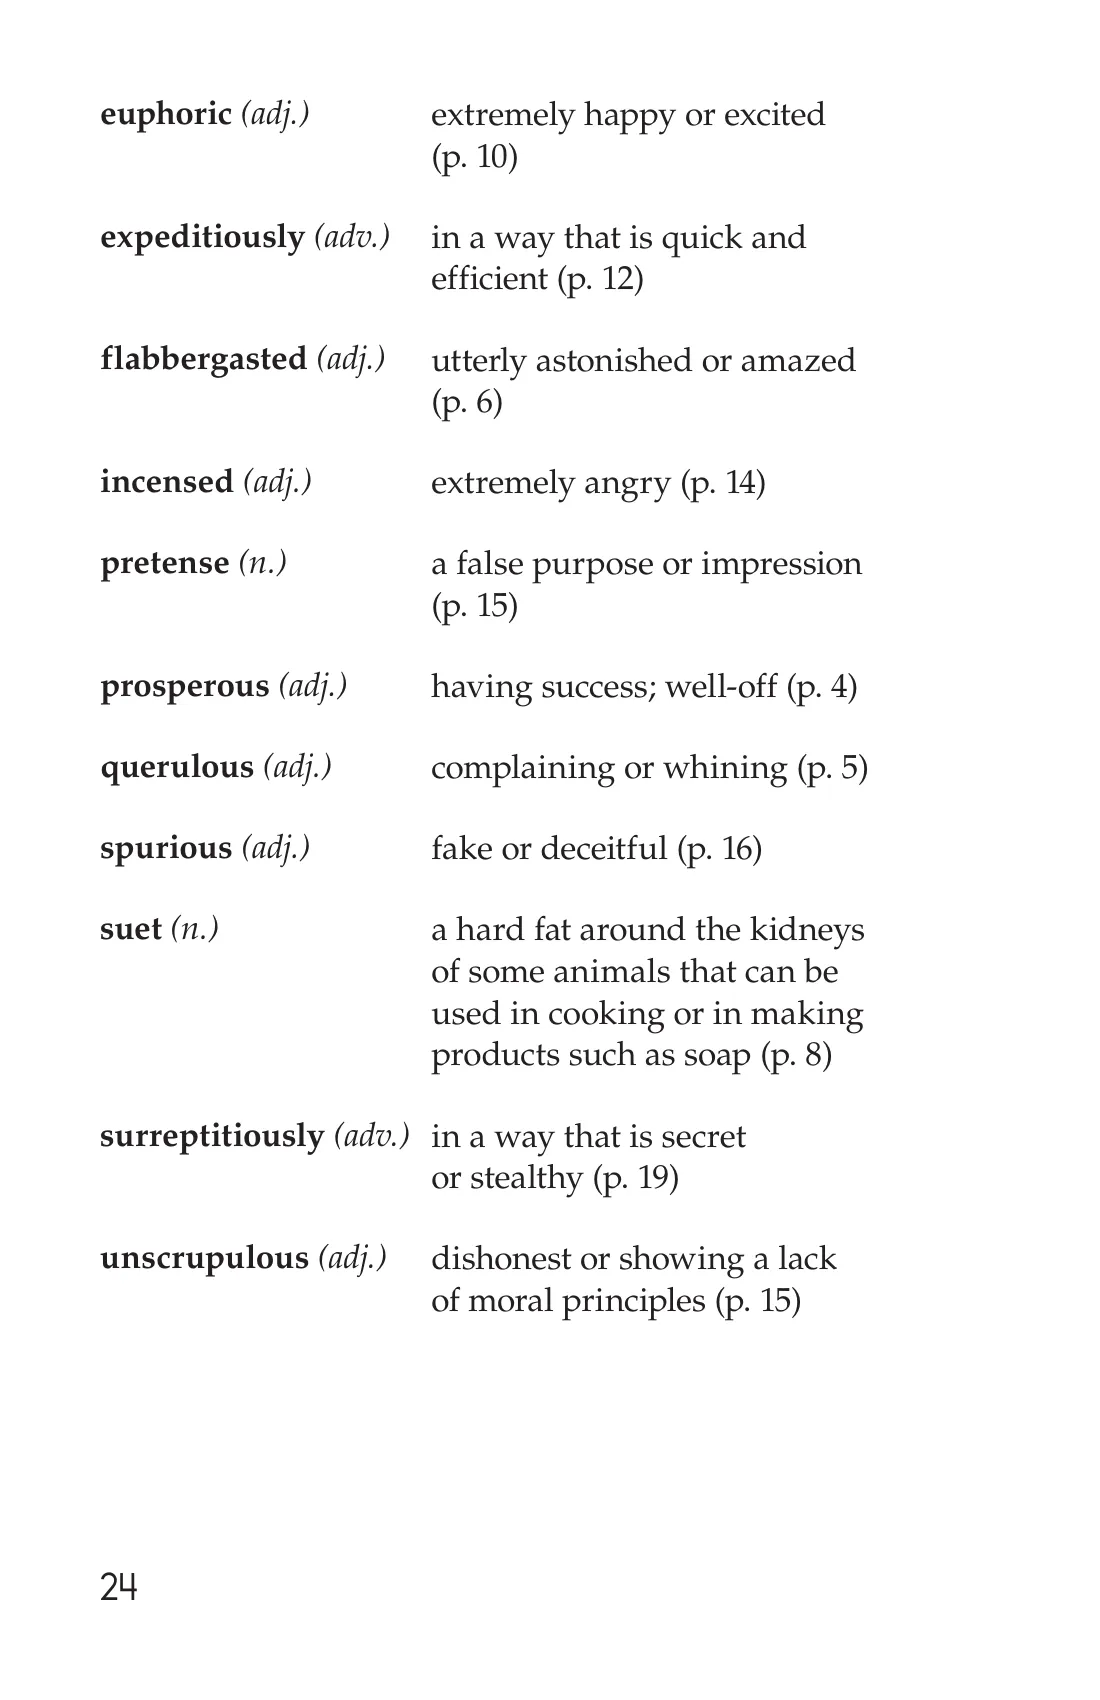 euphoric (adj.) extremely happy or excited
(p. 10)
expeditiously (adv.) in a way that is quick and
efficient (p. 12)
flabbergasted (adj.) utterly astonished or amazed
(p. 6)
incensed (adj.) extremely angry (p. 14)
pretense (n.) a false purpose or impression
(p. 15)
prosperous (adj.) having success; well-off (p. 4)
querulous (adj.) complaining or whining (p. 5)
spurious (adj.) fake or deceitful (p. 16)
suet (n.) a hard fat around the kidneys
of some animals that can be
used in cooking or in making
products such as soap (p. 8)
surreptitiously (adv.) in a way that is secret
or stealthy (p. 19)
unscrupulous (adj.) dishonest or showing a lack
of moral principles (p. 15)
24